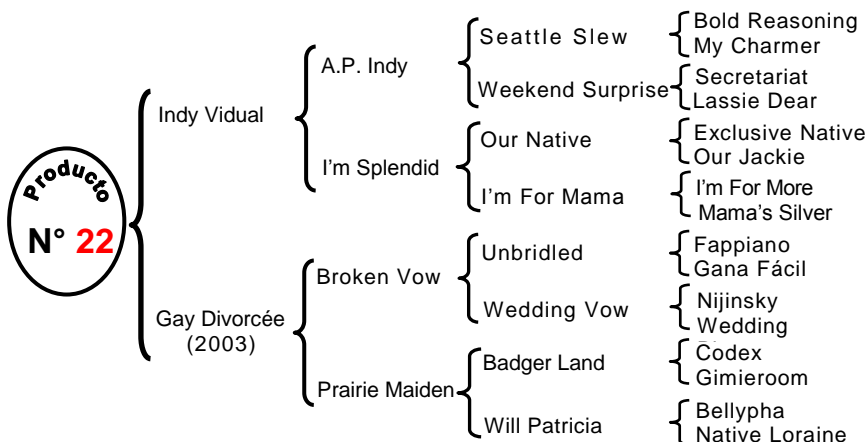 Producto
N° 22
Indy Vidual
Gay Divorcée
(2003)
A.P. Indy
I'm Splendid
Broken Vow
Prairie Maiden
Seattle Slew
Weekend Surprise
Our Native
I'm For Mama
Unbridled
Wedding Vow
Badger Land
Will Patricia
Bold Reasoning
My Charmer
Secretariat
Lassie Dear
Exclusive Native
Our Jackie
I'm For More
Mama's Silver
Fappiano
Gana Fácil
Nijinsky
Wedding
Codex
Gimieroom
Bellypha
Native Loraine